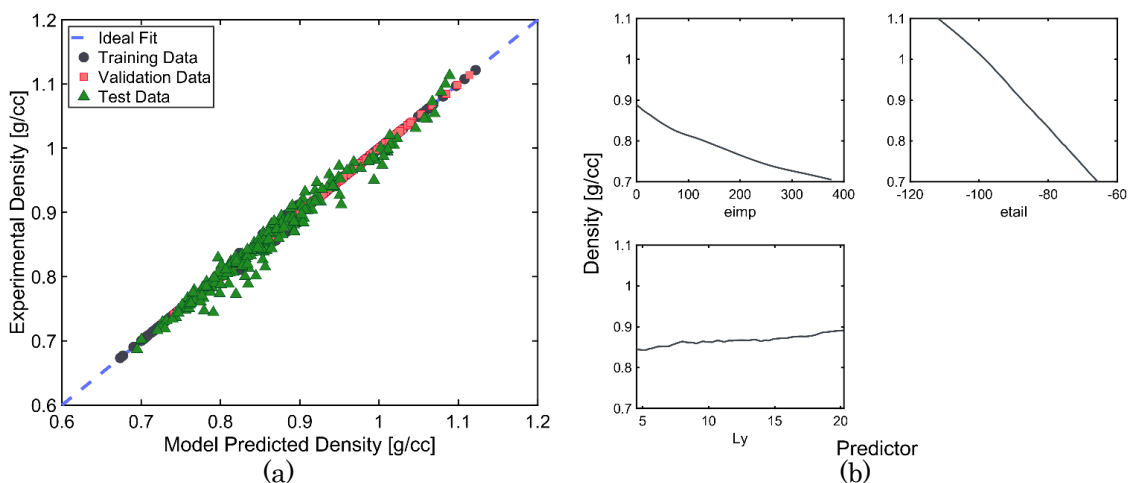 Experimental Density [g/cc]
1.2
1.1
1
0.9
0.8
0.7
0.6
Ideal Fit
Training Data
Validation Data
Test Data
0.6 0.7 0.8 0.9 1 1.1 1.2
Model Predicted Density [g/cc]
(a)
Density [g/cc]
1.1
1
0.9
0.8
0.7
0 100 200 300 400
eimp
1.1
1
0.9
0.8
0.7
-120 -100 -80 -60
etail
1.1
1
0.9
0.8
0.7
5 10 15 20
Ly
Predictor
(b)